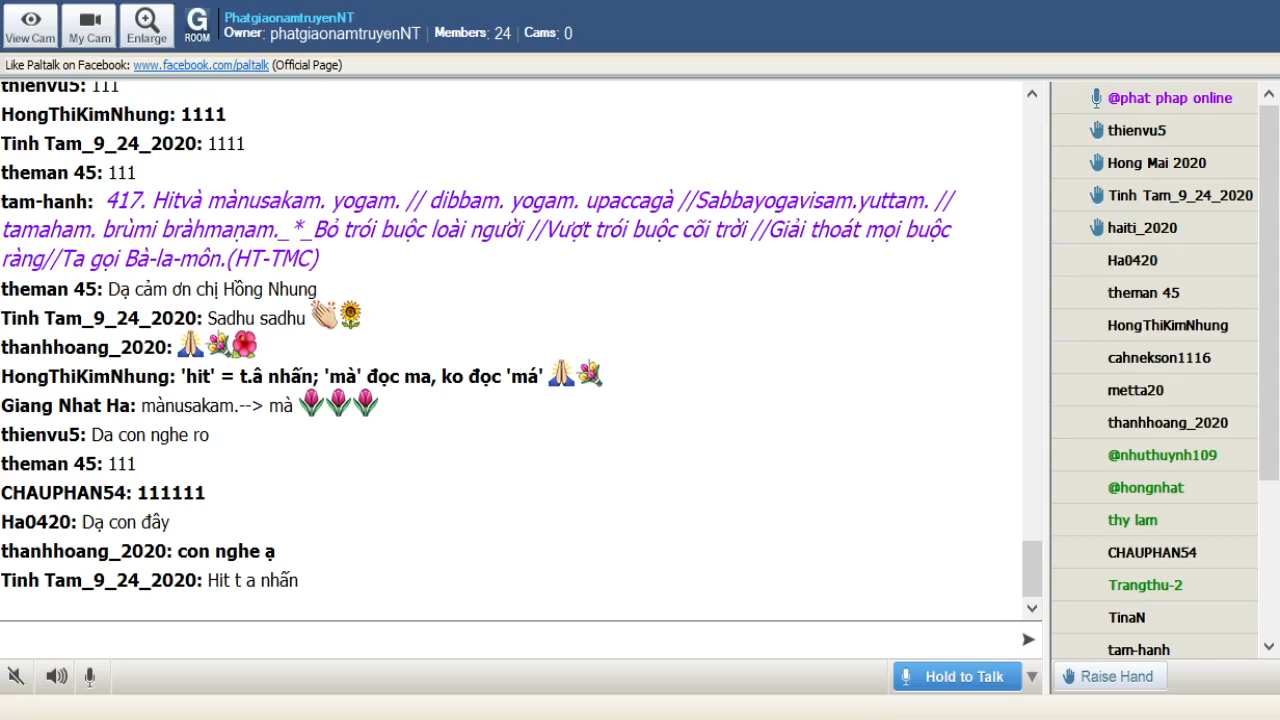 View Cam
My Cam
Enlarge
G
ROOM
PhatgiaonamtruyenNT
Owner: phatgiaonamtruyenNT | Members: 24 | Cams: 0
Like Paltalk on Facebook: www.facebook.com/paltalk (Official Page)
thienvu5: 111
HongThiKimNhung: 1111
Tinh Tam_9_24_2020: 1111
theman 45: 111
tam-hanh: 417. Hitvà mànusakam. yogam. // dibbam. yogam. upaccagà //Sabbayogavisam.yuttam. //
tamaham. brùmi bràhmaṇam._*_Bỏ trói buộc loài người //Vượt trói buộc cõi trời //Giải thoát mọi buộc
ràng//Ta gọi Bà-la-môn.(HT-TMC)
theman 45: Dạ cảm ơn chị Hồng Nhung
Tinh Tam_9_24_2020: Sadhu sadhu 👏🌻
thanhhoang_2020: 🙏💐🌺
HongThiKimNhung: 'hit' = t.â nhấn; 'mà' đọc ma, ko đọc 'má' 🙏💐
Giang Nhat Ha: mànusakam.--> mà 🌷🌷🌷
thienvu5: Da con nghe ro
theman 45: 111
CHAUPHAN54: 111111
Ha0420: Dạ con đây
thanhhoang_2020: con nghe ạ
Tinh Tam_9_24_2020: Hit t a nhấn
Hold to Talk
@phat phap online
thienvu5
Hong Mai 2020
Tinh Tam_9_24_2020
haiti_2020
Ha0420
theman 45
HongThiKimNhung
cahnekson1116
metta20
thanhhoang_2020
@nhuthuynh109
@hongnhat
thy lam
CHAUPHAN54
Trangthu-2
TinaN
tam-hanh
Raise Hand